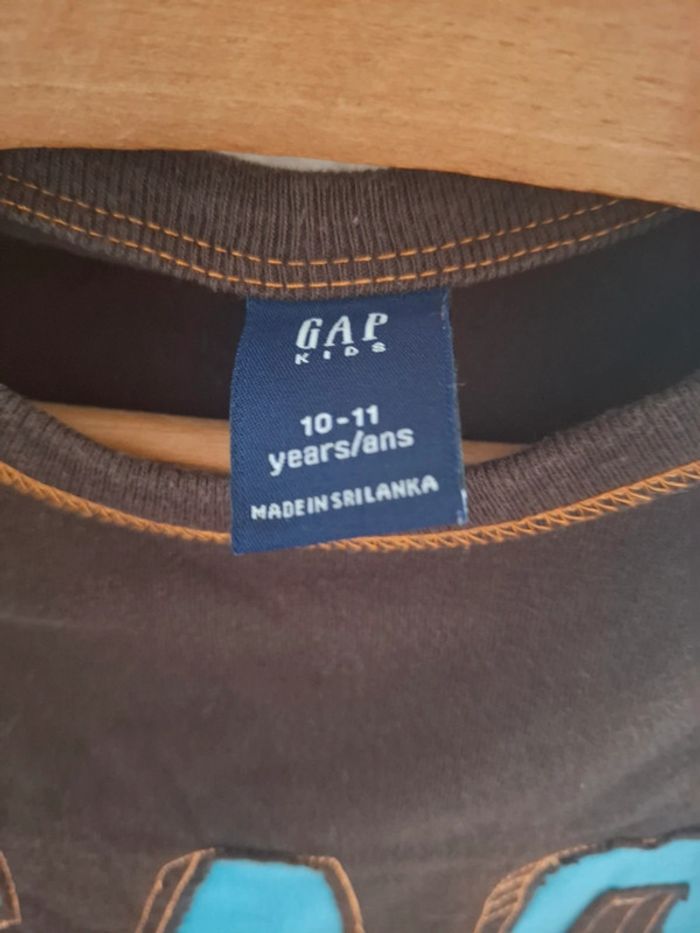 GAP
KIDS
10-11
years/ans
MADE IN SRI LANKA